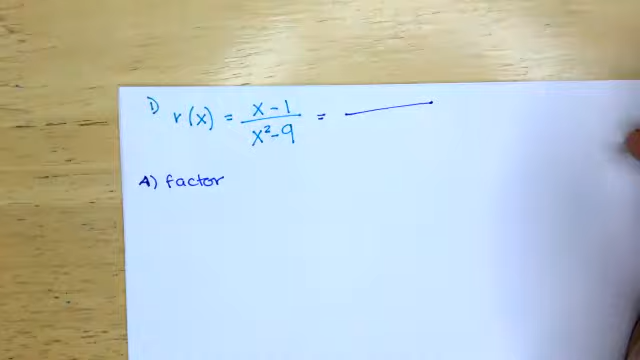 1) r(x) = x-1 / x²-9 = ———
A) factor